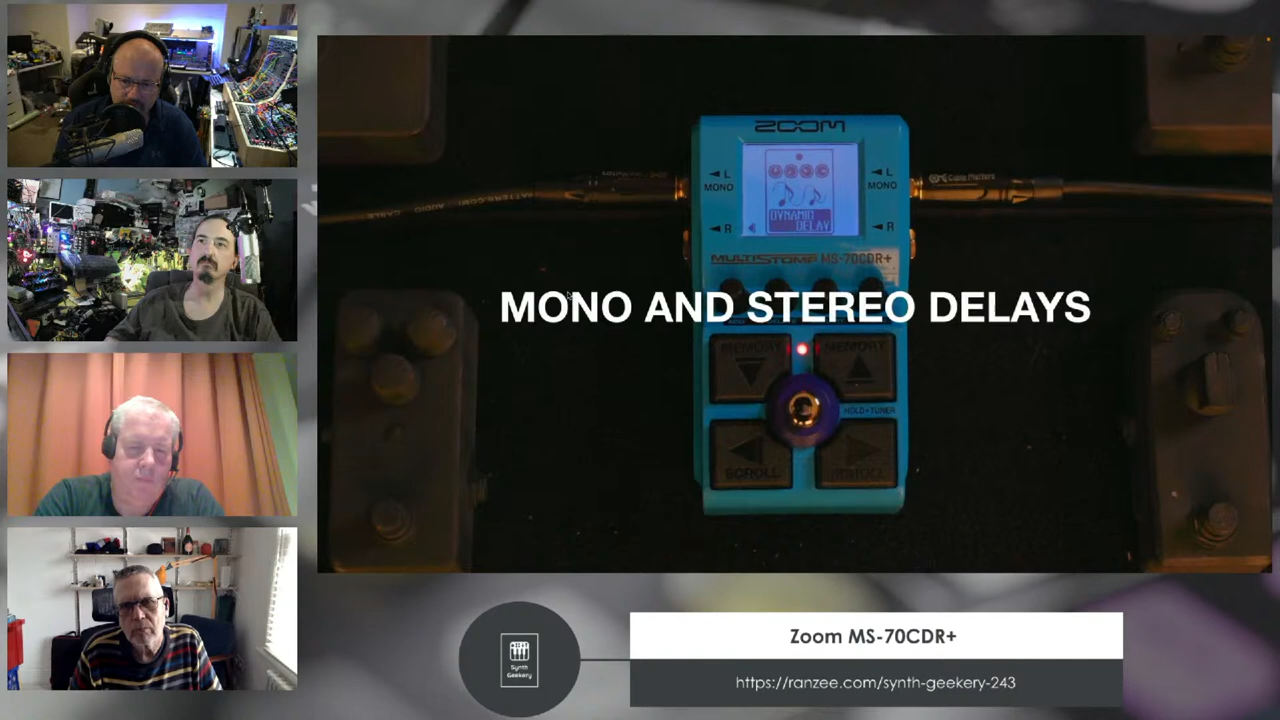 ZOOM
L
MONO
R
L
MONO
R
DYNAMIC
DELAY
MULTISTOMP MS-70CDR+
MONO AND STEREO DELAYS
MEMORY
MEMORY
HOLD•TUNER
SCROLL
SCROLL
Synth
Geekery
Zoom MS-70CDR+
https://ranzee.com/synth-geekery-243